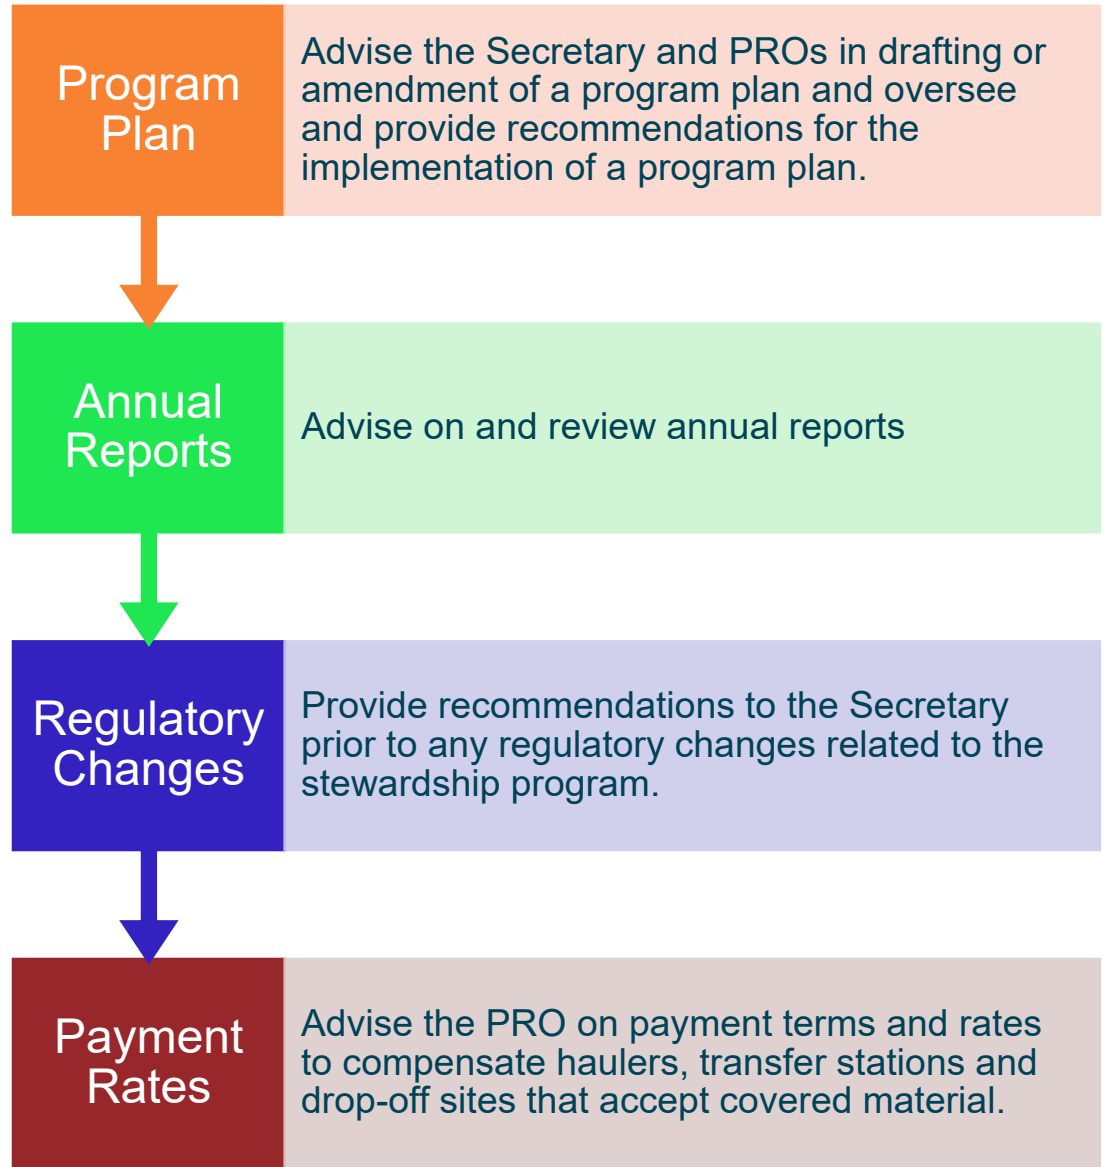 Program
Plan
Advise the Secretary and PROs in drafting or
amendment of a program plan and oversee
and provide recommendations for the
implementation of a program plan.
Annual
Reports
Advise on and review annual reports
Regulatory
Changes
Provide recommendations to the Secretary
prior to any regulatory changes related to the
stewardship program.
Payment
Rates
Advise the PRO on payment terms and rates
to compensate haulers, transfer stations and
drop-off sites that accept covered material.